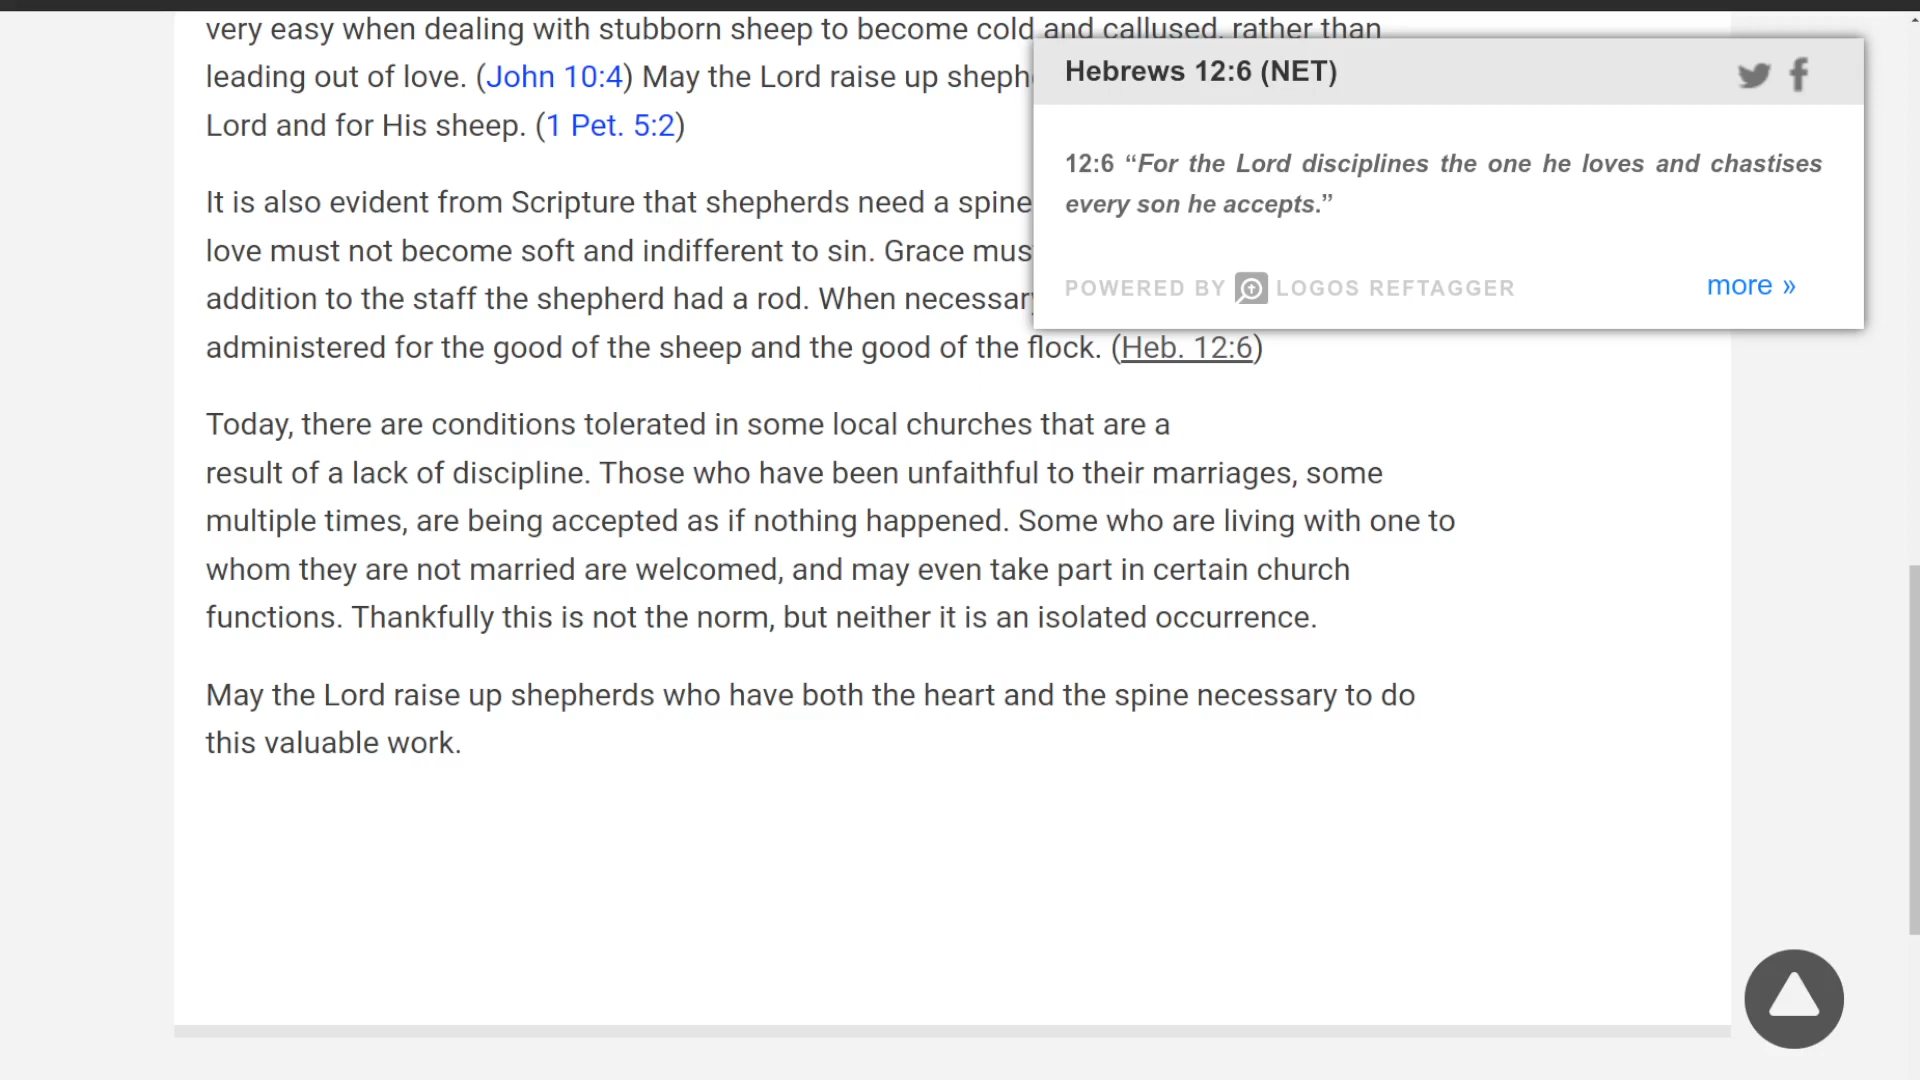 very easy when dealing with stubborn sheep to become cold and callused, rather than
leading out of love. (John 10:4) May the Lord raise up
Lord and for His sheep. (1 Pet. 5:2)
It is also evident from Scripture that shepherds need a spine
love must not become soft and indifferent to sin. Grace
addition to the staff the shepherd had a rod. When
administered for the good of the sheep and the good of the flock. (Heb. 12:6)
Today, there are conditions tolerated in some local churches that are a
result of a lack of discipline. Those who have been unfaithful to their marriages, some
multiple times, are being accepted as if nothing happened. Some who are living with one to
whom they are not married are welcomed, and may even take part in certain church
functions. Thankfully this is not the norm, but neither it is an isolated occurrence.
May the Lord raise up shepherds who have both the heart and the spine necessary to do
this valuable work.
Hebrews 12:6 (NET)
12:6 “For the Lord disciplines the one he loves and chastises
every son he accepts.”
POWERED BY LOGOS REFTAGGER
more »